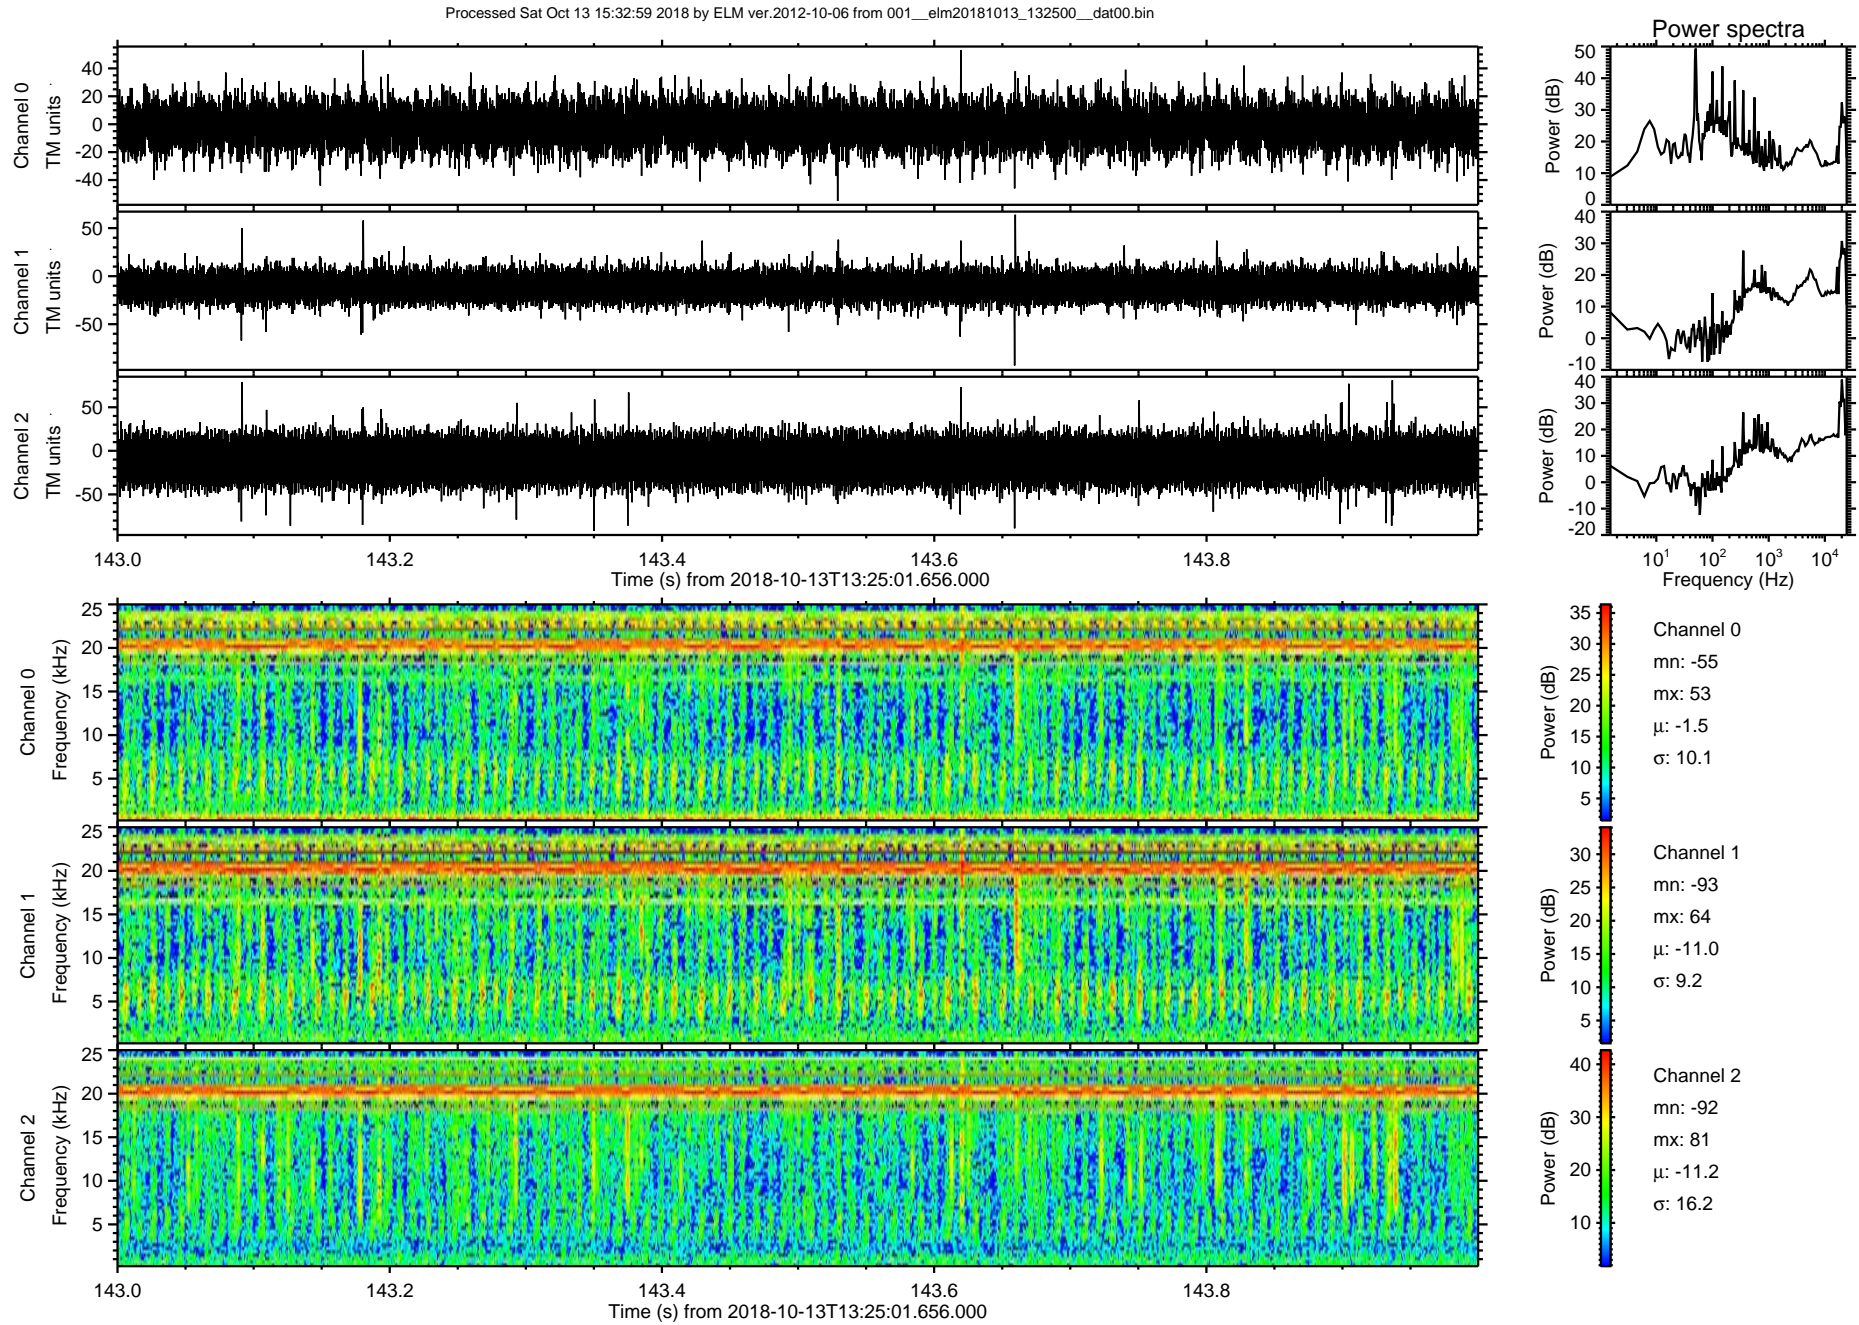 Processed Sat Oct 13 15:32:59 2018 by ELM ver.2012-10-06 from 001__elm20181013_132500__dat00.bin
Power spectra
Channel 0
TM units
40
20
0
-20
-40
Power (dB)
50
40
30
20
10
0
Channel 1
TM units
50
0
-50
Power (dB)
40
30
20
10
0
-10
Channel 2
TM units
50
0
-50
Power (dB)
40
30
20
10
0
-10
-20
143.0 143.2 143.4 143.6 143.8
Time (s) from 2018-10-13T13:25:01.656.000
10¹ 10² 10³ 10⁴
Frequency (Hz)
Channel 0
Frequency (kHz)
25
20
15
10
5
Power (dB)
35
30
25
20
15
10
5
Channel 0
mn: -55
mx: 53
μ: -1.5
σ: 10.1
Channel 1
Frequency (kHz)
25
20
15
10
5
Power (dB)
30
25
20
15
10
5
Channel 1
mn: -93
mx: 64
μ: -11.0
σ: 9.2
Channel 2
Frequency (kHz)
25
20
15
10
5
Power (dB)
40
30
20
10
Channel 2
mn: -92
mx: 81
μ: -11.2
σ: 16.2
143.0 143.2 143.4 143.6 143.8
Time (s) from 2018-10-13T13:25:01.656.000